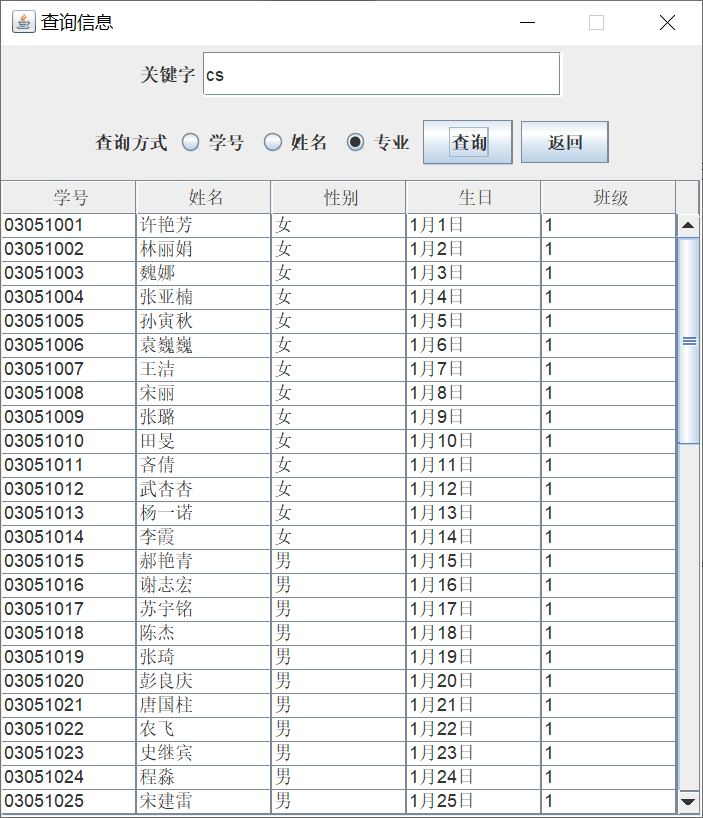 查询信息
关键字 cs
查询方式 学号 姓名 专业 查询 返回
学号 姓名 性别 生日 班级
03051001 许艳芳 女 1月1日 1
03051002 林丽娟 女 1月2日 1
03051003 魏娜 女 1月3日 1
03051004 张亚楠 女 1月4日 1
03051005 孙寅秋 女 1月5日 1
03051006 袁巍巍 女 1月6日 1
03051007 王洁 女 1月7日 1
03051008 宋丽 女 1月8日 1
03051009 张璐 女 1月9日 1
03051010 田旻 女 1月10日 1
03051011 吝倩 女 1月11日 1
03051012 武杏杏 女 1月12日 1
03051013 杨一诺 女 1月13日 1
03051014 李霞 女 1月14日 1
03051015 郝艳青 男 1月15日 1
03051016 谢志宏 男 1月16日 1
03051017 苏宇铭 男 1月17日 1
03051018 陈杰 男 1月18日 1
03051019 张琦 男 1月19日 1
03051020 彭良庆 男 1月20日 1
03051021 唐国柱 男 1月21日 1
03051022 农飞 男 1月22日 1
03051023 史继宾 男 1月23日 1
03051024 程淼 男 1月24日 1
03051025 宋建雷 男 1月25日 1